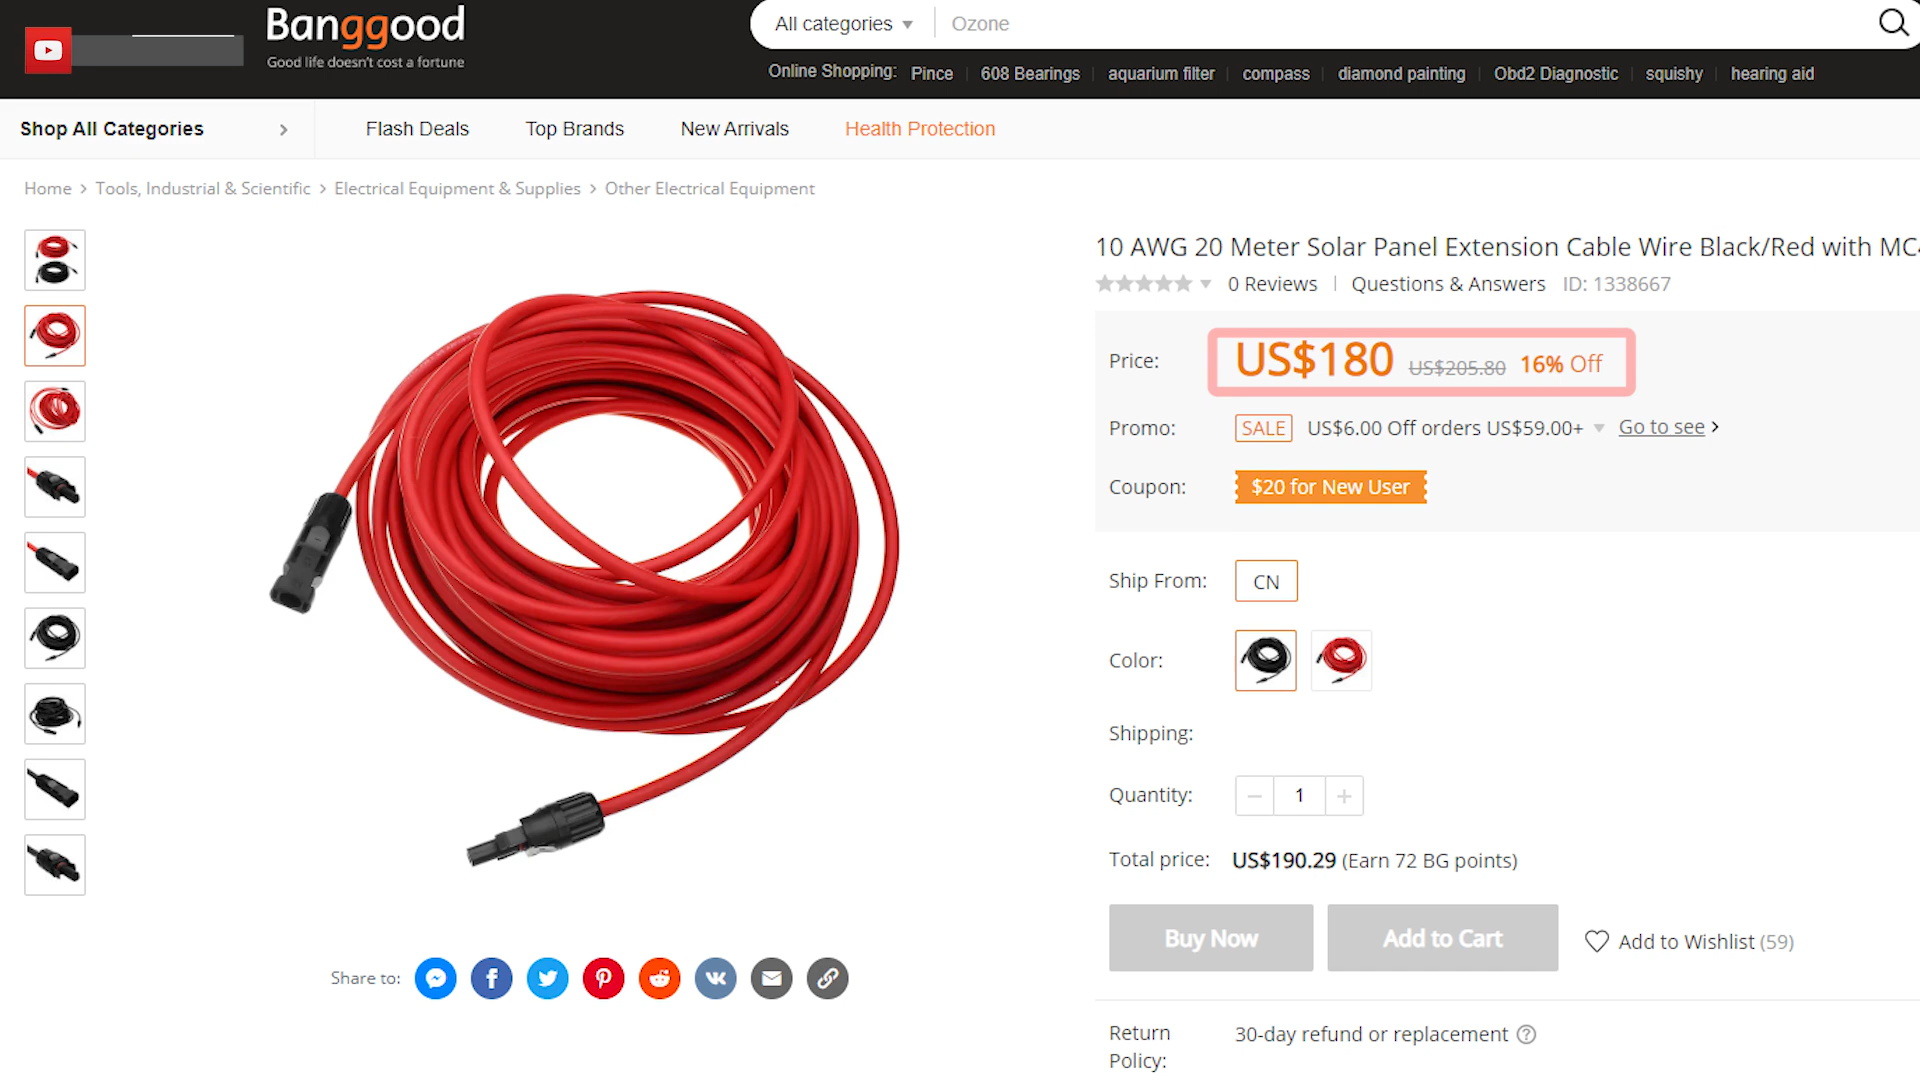 Banggood
Good life doesn't cost a fortune
All categories
Ozone
Online Shopping: Pince 608 Bearings aquarium filter compass diamond painting Obd2 Diagnostic squishy hearing aid
Shop All Categories
Flash Deals
Top Brands
New Arrivals
Health Protection
Home > Tools, Industrial & Scientific > Electrical Equipment & Supplies > Other Electrical Equipment
10 AWG 20 Meter Solar Panel Extension Cable Wire Black/Red with MC4
0 Reviews | Questions & Answers ID: 1338667
Price: US$180 US$205.80 16% Off
Promo: SALE US$6.00 Off orders US$59.00+ Go to see >
Coupon: $20 for New User
Ship From: CN
Color:
Shipping:
Quantity: − 1 +
Total price: US$190.29 (Earn 72 BG points)
Buy Now
Add to Cart
Add to Wishlist (59)
Share to:
Return Policy: 30-day refund or replacement ?